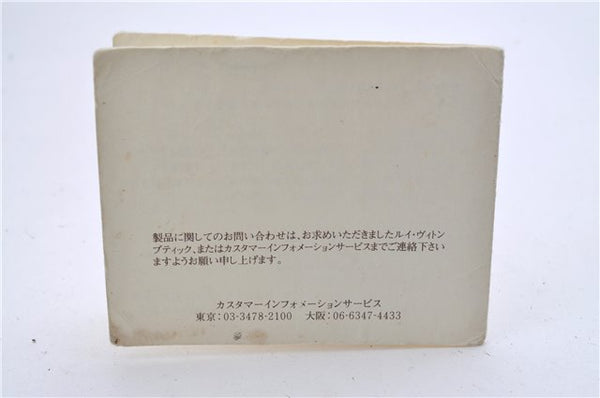 製品に関してのお問い合わせは、お求めいただきましたルイ・ヴィトン
ブティック、またはカスタマーインフォメーションサービスまでご連絡下さい
ますようお願い申し上げます。
カスタマーインフォメーションサービス
東京：03-3478-2100　大阪：06-6347-4433